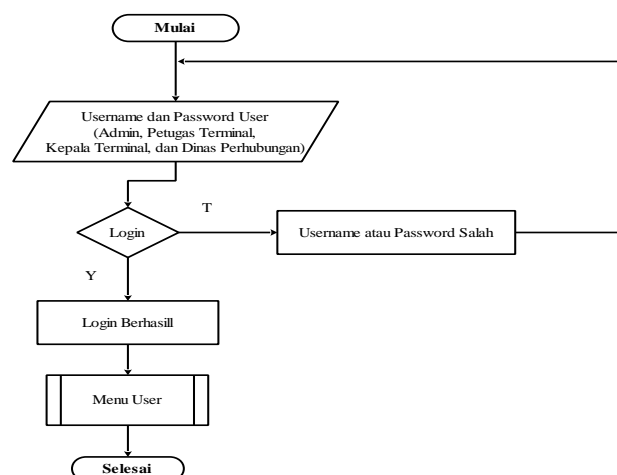 Mulai
Username dan Password User
(Admin, Petugas Terminal,
Kepala Terminal, dan Dinas Perhubungan)
Login
T
Username atau Password Salah
Y
Login Berhasill
Menu User
Selesai